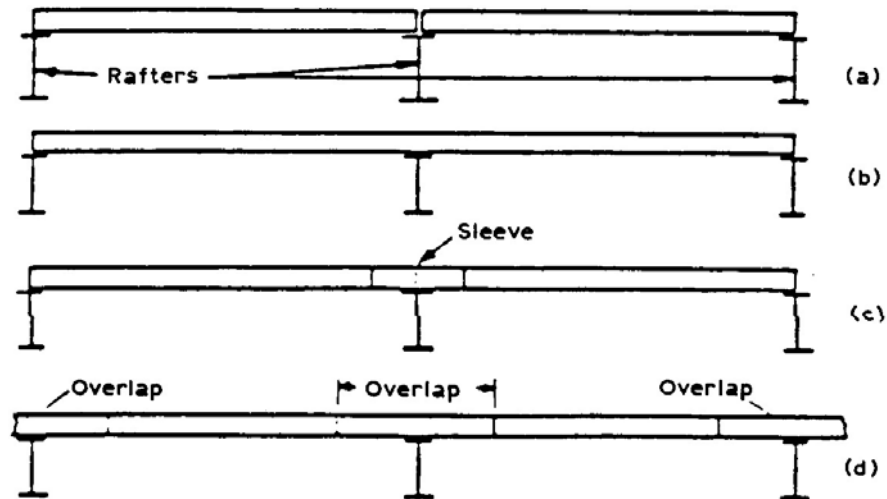 Rafters
(a)
(b)
Sleeve
(c)
Overlap Overlap Overlap
(d)